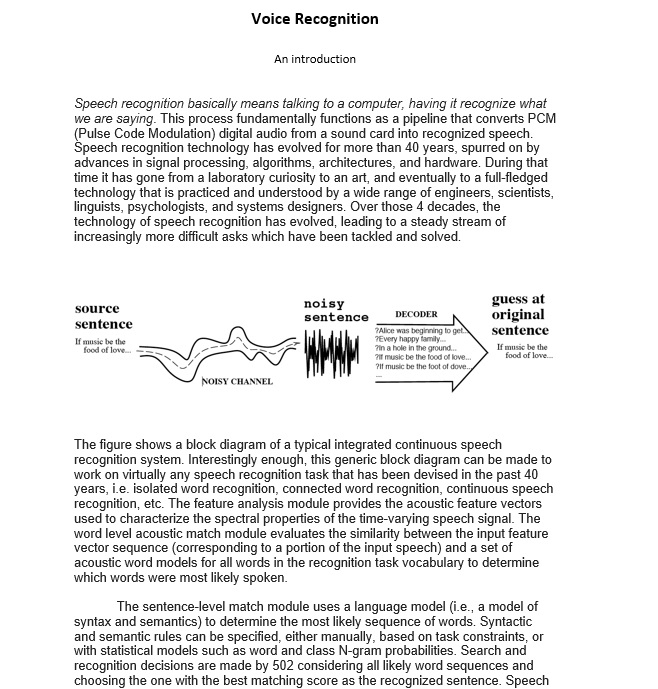 Voice Recognition
An introduction
Speech recognition basically means talking to a computer, having it recognize what
we are saying. This process fundamentally functions as a pipeline that converts PCM
(Pulse Code Modulation) digital audio from a sound card into recognized speech.
Speech recognition technology has evolved for more than 40 years, spurred on by
advances in signal processing, algorithms, architectures, and hardware. During that
time it has gone from a laboratory curiosity to an art, and eventually to a full-fledged
technology that is practiced and understood by a wide range of engineers, scientists,
linguists, psychologists, and systems designers. Over those 4 decades, the
technology of speech recognition has evolved, leading to a steady stream of
increasingly more difficult asks which have been tackled and solved.
source
sentence
If music be the
food of love...
NOISY CHANNEL
noisy
sentence
DECODER
?Alice was beginning to get...
?Every happy family...
?In a hole in the ground...
?If music be the food of love...
?If music be the foot of dove...
...
guess at
original
sentence
If music be the
food of love...
The figure shows a block diagram of a typical integrated continuous speech
recognition system. Interestingly enough, this generic block diagram can be made to
work on virtually any speech recognition task that has been devised in the past 40
years, i.e. isolated word recognition, connected word recognition, continuous speech
recognition, etc. The feature analysis module provides the acoustic feature vectors
used to characterize the spectral properties of the time-varying speech signal. The
word level acoustic match module evaluates the similarity between the input feature
vector sequence (corresponding to a portion of the input speech) and a set of
acoustic word models for all words in the recognition task vocabulary to determine
which words were most likely spoken.
The sentence-level match module uses a language model (i.e., a model of
syntax and semantics) to determine the most likely sequence of words. Syntactic
and semantic rules can be specified, either manually, based on task constraints, or
with statistical models such as word and class N-gram probabilities. Search and
recognition decisions are made by 502 considering all likely word sequences and
choosing the one with the best matching score as the recognized sentence. Speech